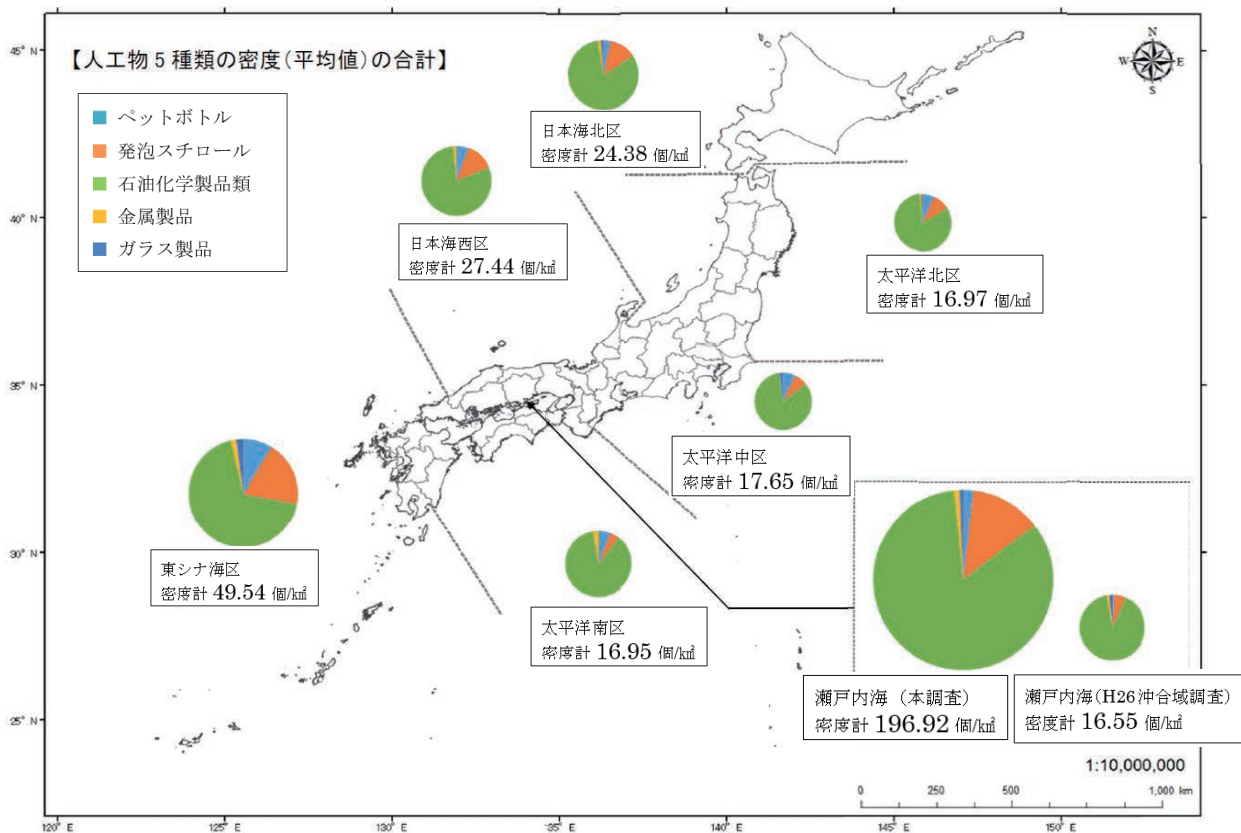 【人工物5種類の密度(平均値)の合計】
ペットボトル
発泡スチロール
石油化学製品類
金属製品
ガラス製品
N
W E
S
日本海北区
密度計 24.38 個/㎢
日本海西区
密度計 27.44 個/㎢
太平洋北区
密度計 16.97 個/㎢
太平洋中区
密度計 17.65 個/㎢
東シナ海区
密度計 49.54 個/㎢
太平洋南区
密度計 16.95 個/㎢
瀬戸内海（本調査）
密度計 196.92 個/㎢
瀬戸内海(H26沖合域調査)
密度計 16.55 個/㎢
1:10,000,000
0 250 500 1,000 km
45° N
40° N
35° N
30° N
25° N
120° E 125° E 130° E 135° E 140° E 145° E 150° E